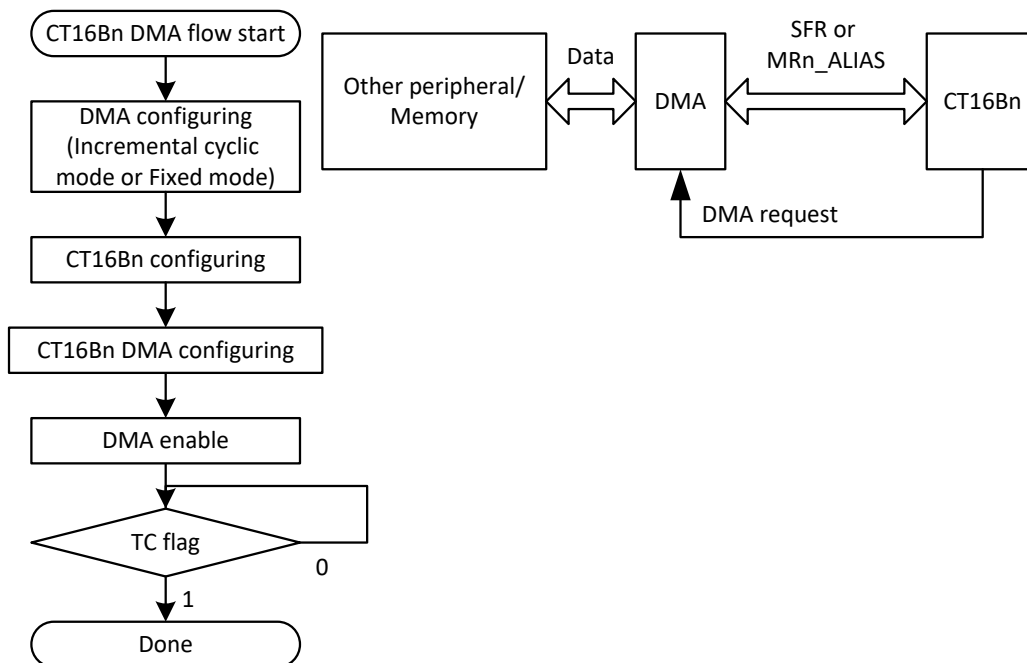 CT16Bn DMA flow start
DMA configuring
(Incremental cyclic
mode or Fixed mode)
CT16Bn configuring
CT16Bn DMA configuring
DMA enable
TC flag
0
1
Done
Other peripheral/
Memory
Data
DMA
SFR or
MRn_ALIAS
CT16Bn
DMA request